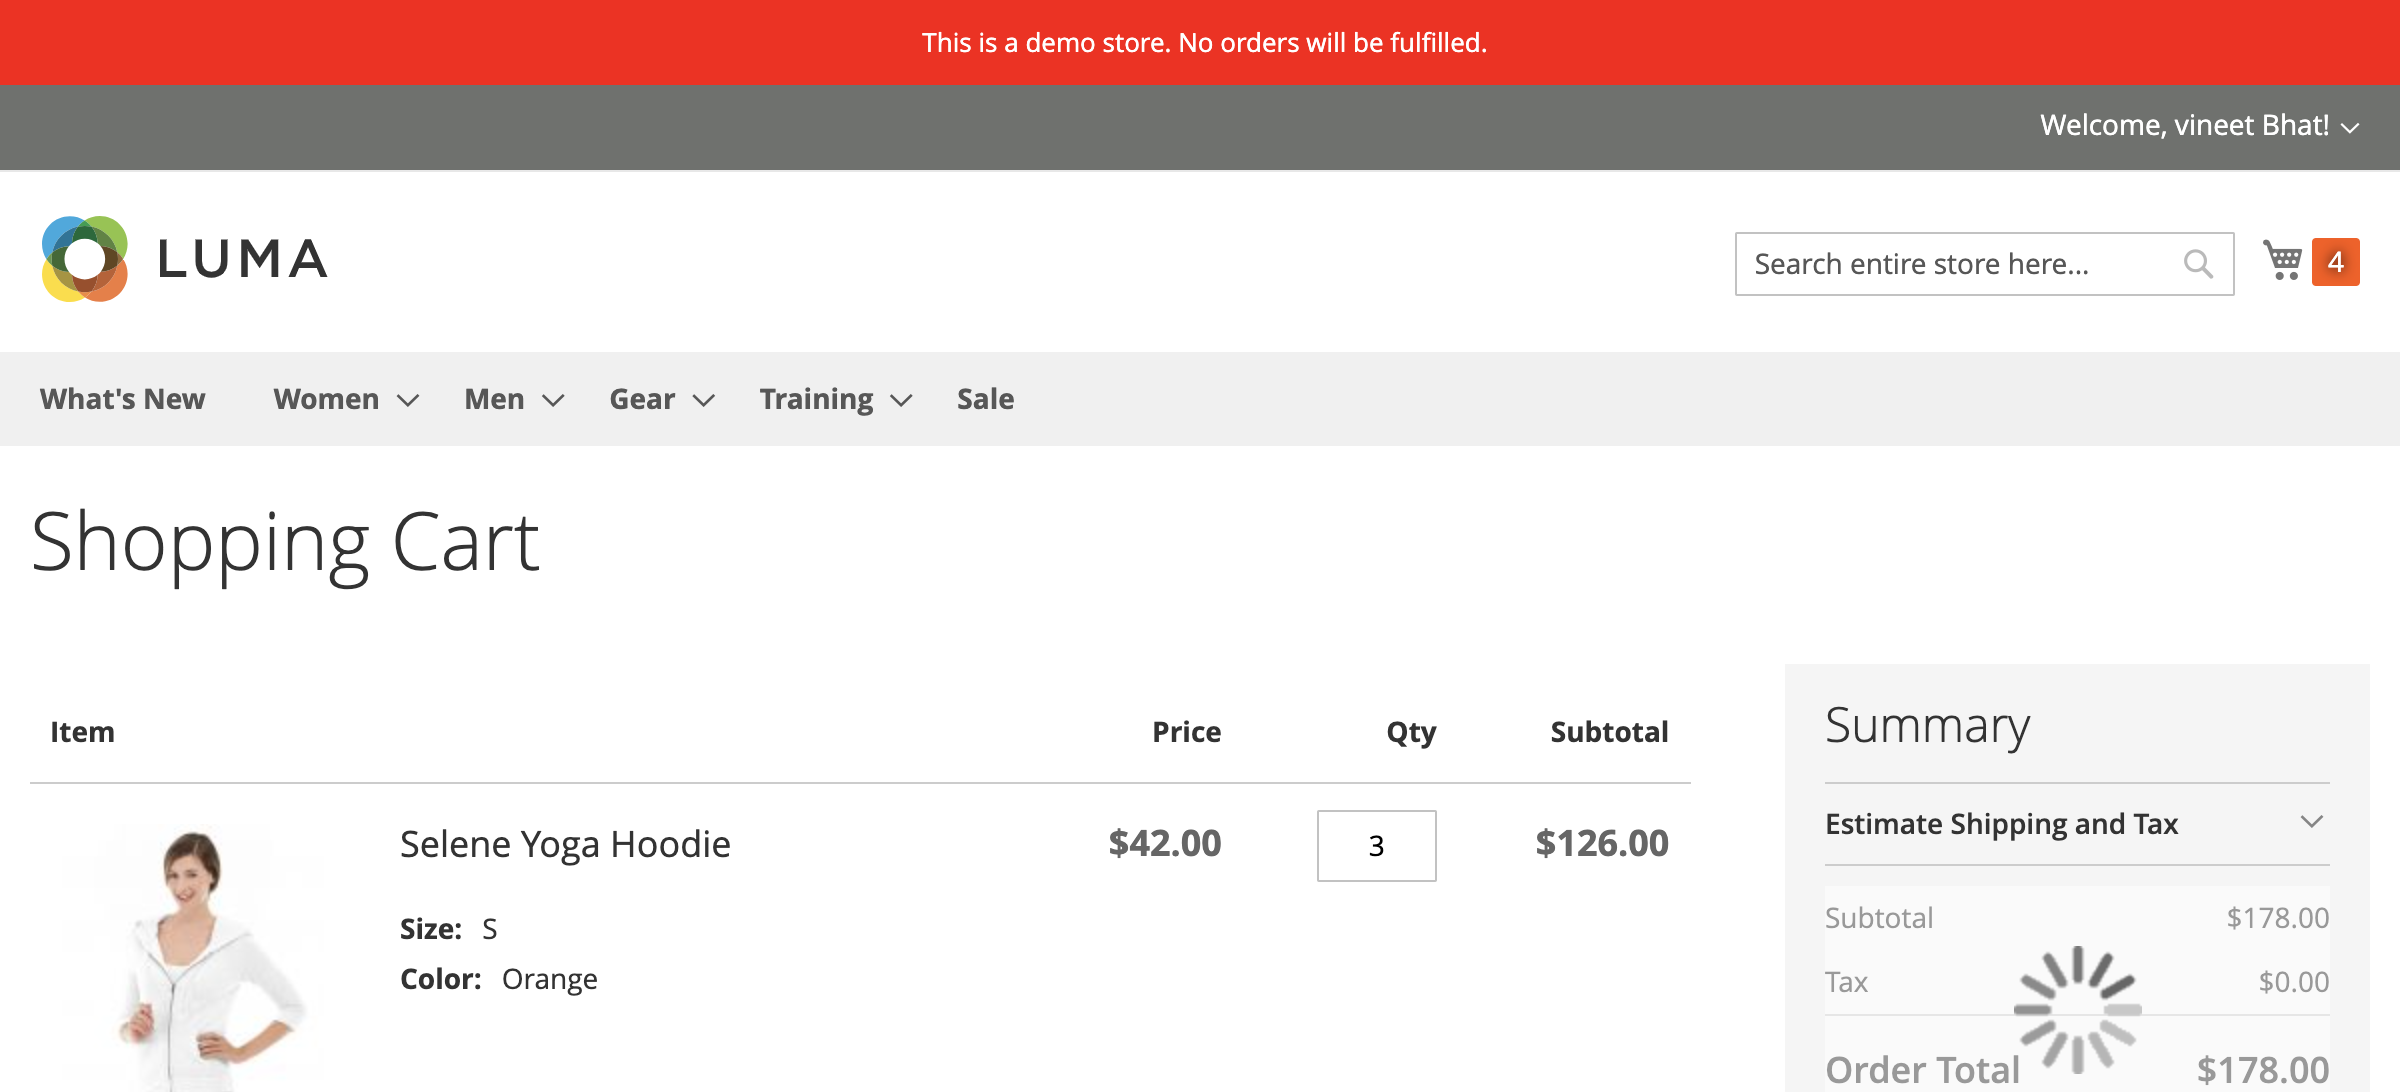 This is a demo store. No orders will be fulfilled.
Welcome, vineet Bhat!
LUMA
Search entire store here...
4
What's New Women Men Gear Training Sale
Shopping Cart
Item Price Qty Subtotal
Selene Yoga Hoodie $42.00 3 $126.00
Size: S
Color: Orange
Summary
Estimate Shipping and Tax
Subtotal $178.00
Tax $0.00
Order Total $178.00